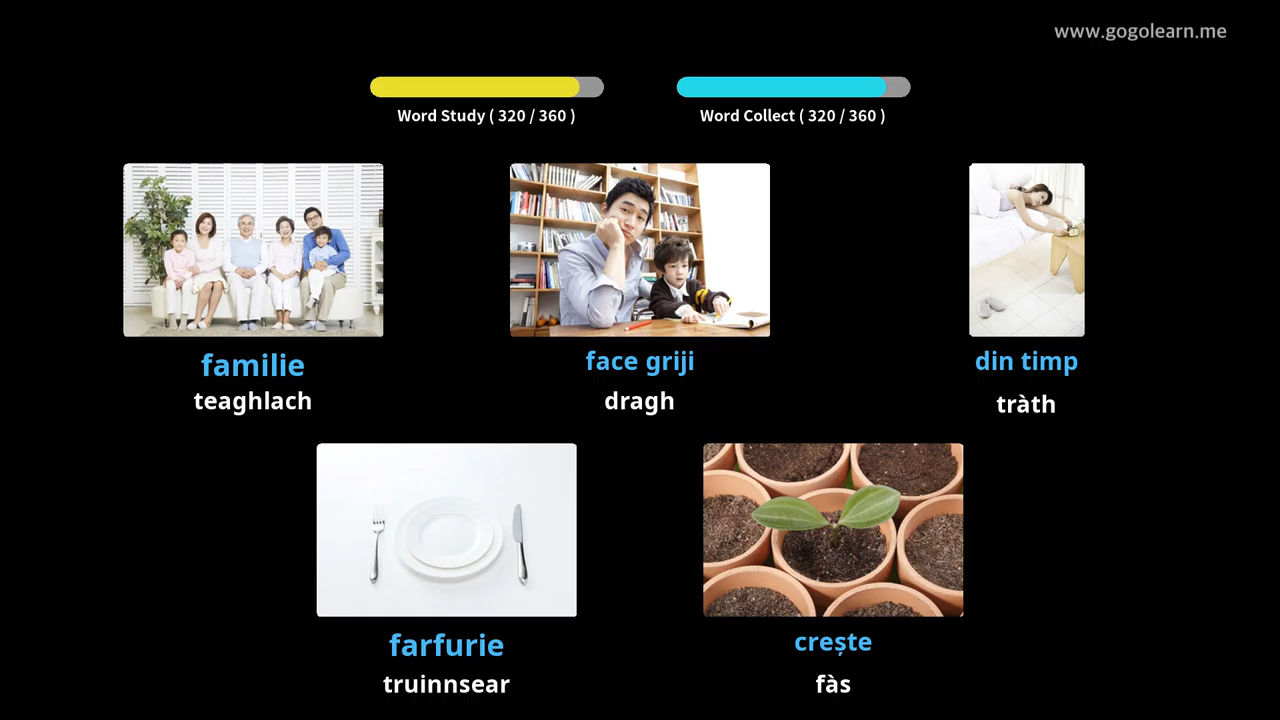 www.gogolearn.me
Word Study ( 320 / 360 )
Word Collect ( 320 / 360 )
familie
teaghlach
face griji
dragh
din timp
tràth
farfurie
truinnsear
crește
fàs